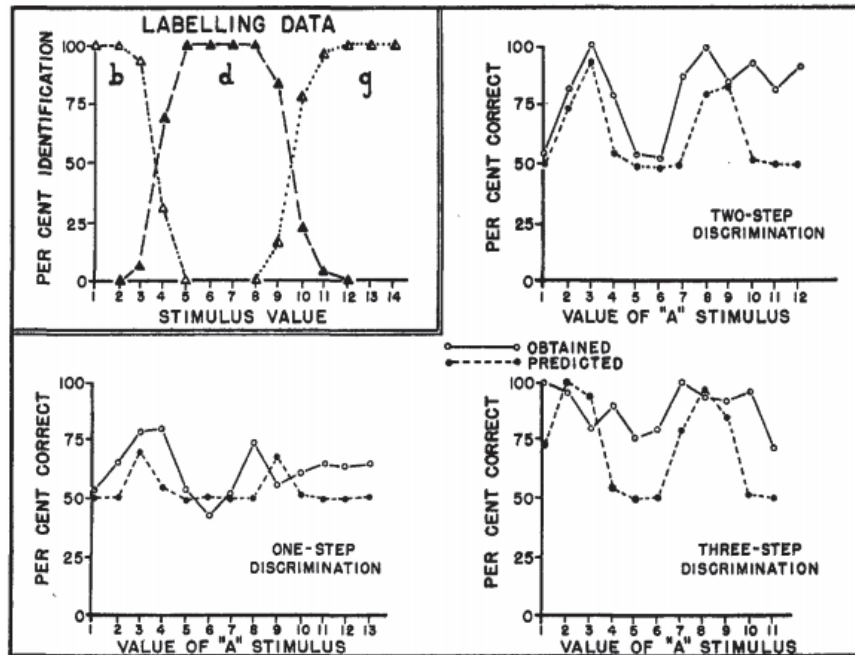 LABELLING DATA
PER CENT IDENTIFICATION
100
75
50
25
0
b d g
1 2 3 4 5 6 7 8 9 10 11 12 13 14
STIMULUS VALUE
PER CENT CORRECT
100
75
50
25
0
TWO-STEP
DISCRIMINATION
1 2 3 4 5 6 7 8 9 10 11 12
VALUE OF "A" STIMULUS
OBTAINED
PREDICTED
PER CENT CORRECT
100
75
50
25
0
ONE-STEP
DISCRIMINATION
1 2 3 4 5 6 7 8 9 10 11 12 13
VALUE OF "A" STIMULUS
PER CENT CORRECT
100
75
50
25
0
THREE-STEP
DISCRIMINATION
1 2 3 4 5 6 7 8 9 10 11
VALUE OF "A" STIMULUS